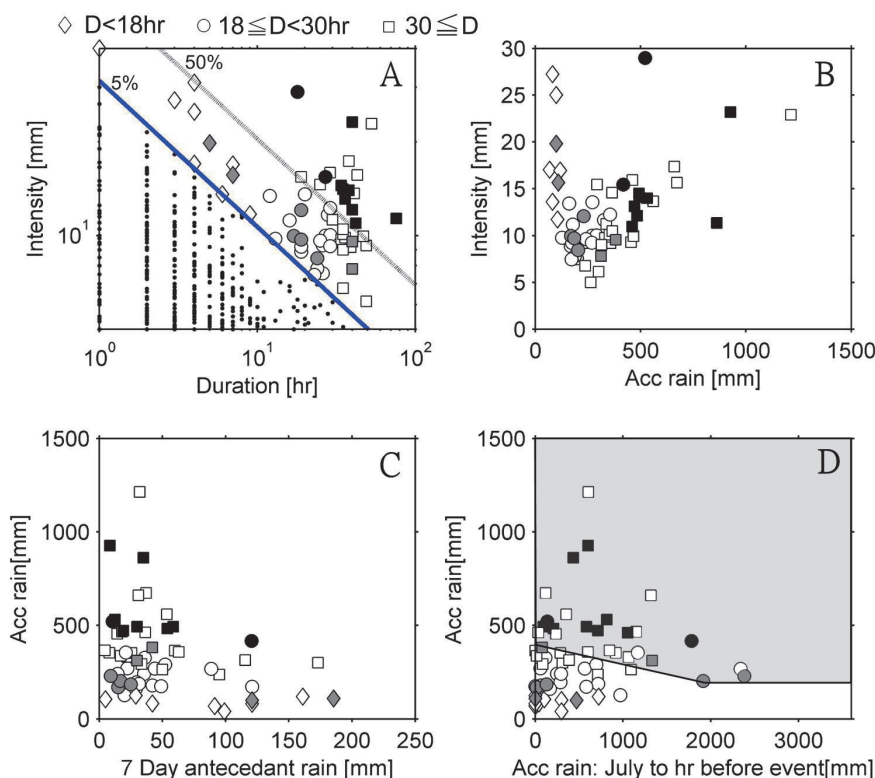 D<18hr 18≦D<30hr 30≦D
A
50%
5%
Intensity [mm]
10¹
10⁰ 10¹ 10²
Duration [hr]
B
Intensity [mm]
30
25
20
15
10
5
0
0 500 1000 1500
Acc rain [mm]
C
Acc rain[mm]
1500
1000
500
0
0 50 100 150 200 250
7 Day antecedant rain [mm]
D
Acc rain[mm]
1500
1000
500
0
0 1000 2000 3000
Acc rain: July to hr before event[mm]